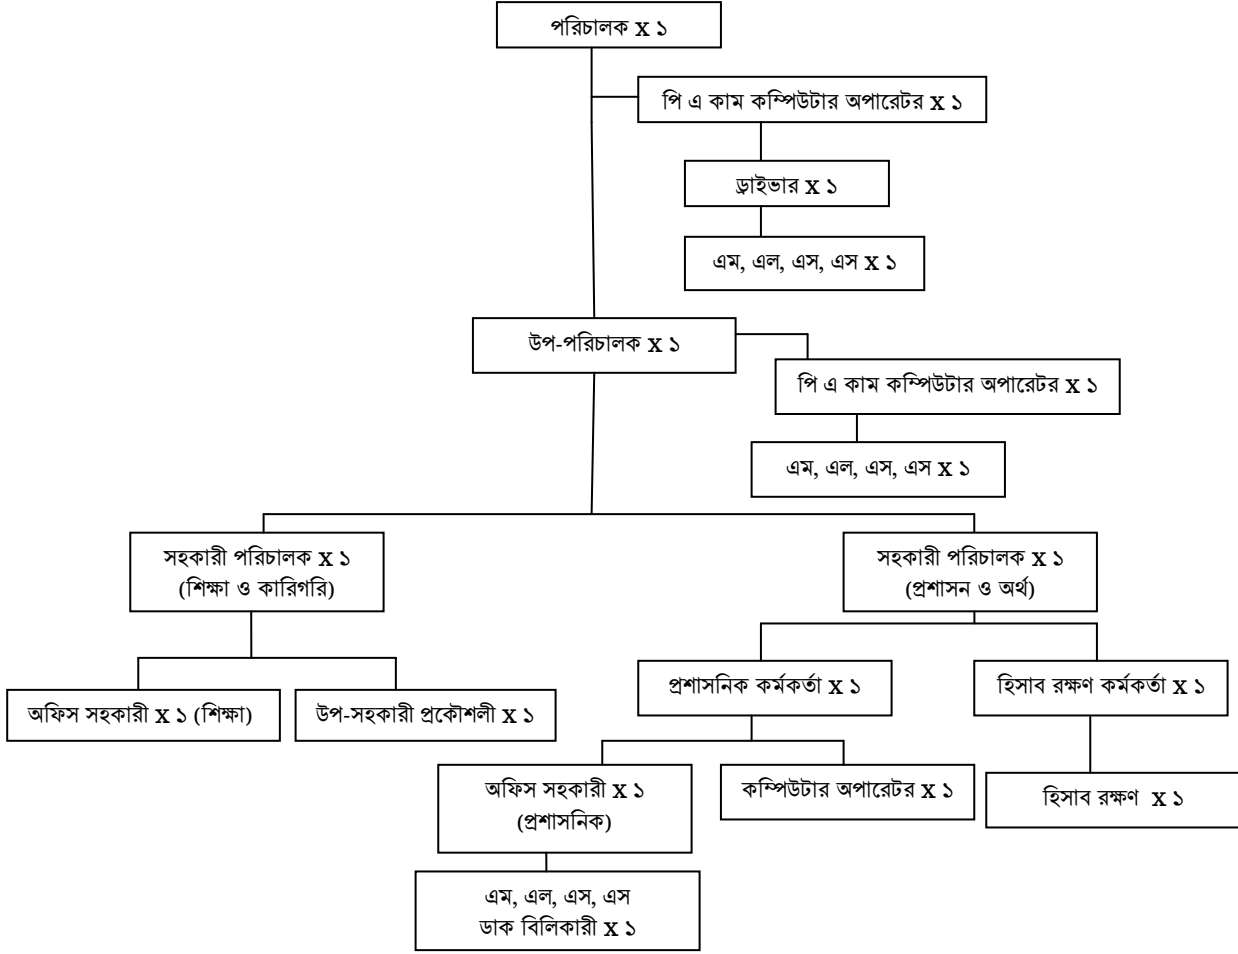 পরিচালক x ১
পি এ কাম কম্পিউটার অপারেটর x ১
ড্রাইভার x ১
এম, এল, এস, এস x ১
উপ-পরিচালক x ১
পি এ কাম কম্পিউটার অপারেটর x ১
এম, এল, এস, এস x ১
সহকারী পরিচালক x ১
(শিক্ষা ও কারিগরি)
সহকারী পরিচালক x ১
(প্রশাসন ও অর্থ)
অফিস সহকারী x ১ (শিক্ষা)
উপ-সহকারী প্রকৌশলী x ১
প্রশাসনিক কর্মকর্তা x ১
হিসাব রক্ষণ কর্মকর্তা x ১
অফিস সহকারী x ১
(প্রশাসনিক)
কম্পিউটার অপারেটর x ১
হিসাব রক্ষণ x ১
এম, এল, এস, এস
ডাক বিলিকারী x ১